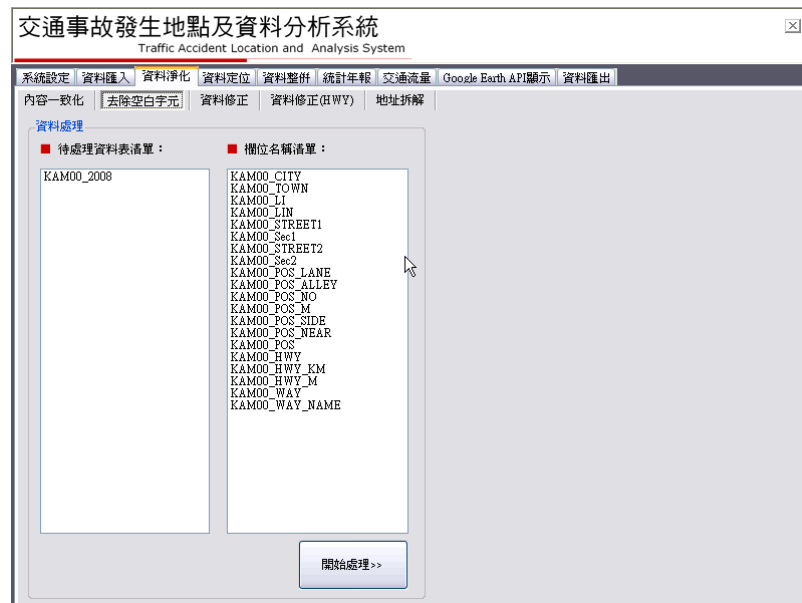 交通事故發生地點及資料分析系統
Traffic Accident Location and Analysis System
系統設定 資料匯入 資料淨化 資料定位 資料整併 統計年報 交通流量 Google Earth API顯示 資料匯出
內容一致化 去除空白字元 資料修正 資料修正(HWY) 地址拆解
資料處理
待處理資料表清單： 欄位名稱清單：
KAM00_2008 KAM00_CITY
KAM00_TOWN
KAM00_LI
KAM00_LIN
KAM00_STREET1
KAM00_Sec1
KAM00_STREET2
KAM00_Sec2
KAM00_POS_LANE
KAM00_POS_ALLEY
KAM00_POS_NO
KAM00_POS_M
KAM00_POS_SIDE
KAM00_POS_NEAR
KAM00_POS
KAM00_HWY
KAM00_HWY_KM
KAM00_HWY_M
KAM00_WAY
KAM00_WAY_NAME
開始處理>>